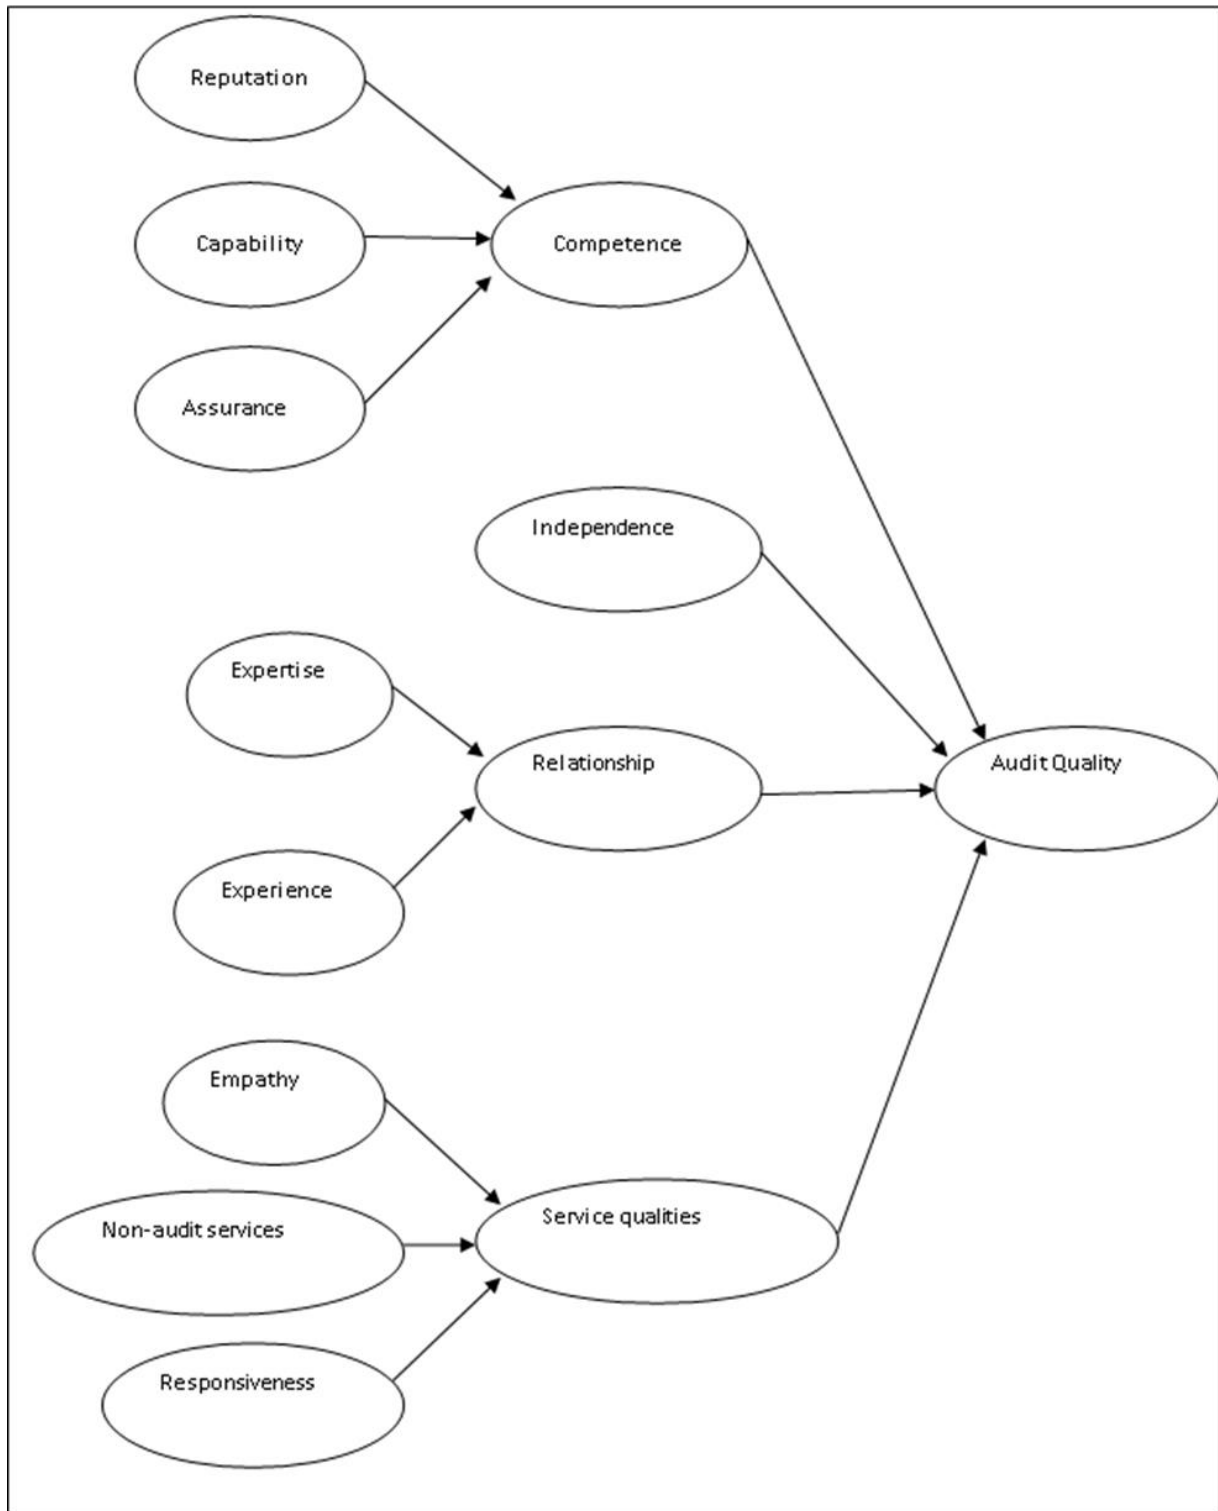 Reputation
Capability
Competence
Assurance
Independence
Expertise
Relationship
Audit Quality
Experience
Empathy
Service qualities
Non-audit services
Responsiveness